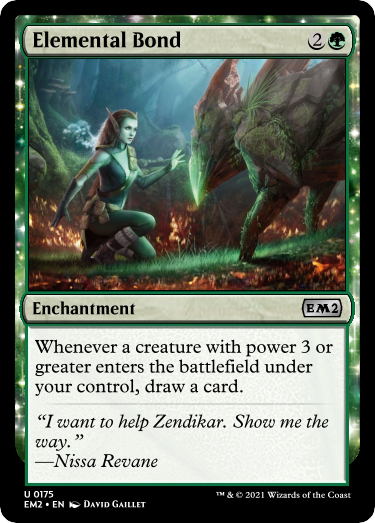 Elemental Bond 2
Enchantment EM2
Whenever a creature with power 3 or
greater enters the battlefield under
your control, draw a card.
“I want to help Zendikar. Show me the
way.”
—Nissa Revane
U 0175
EM2 • EN David Gaillet ™ & © 2021 Wizards of the Coast